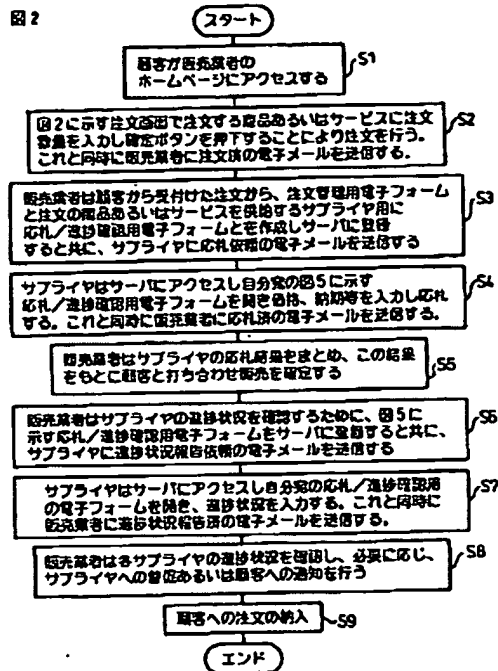 図2
スタート
顧客が販売業者の
ホームページにアクセスする
S1
図2に示す注文画面で注文する商品あるいはサービスに注文
数量を入力し確定ボタンを押下することにより注文を行う。
これと同時に販売業者に注文済の電子メールを送信する。
S2
販売業者は顧客から受付けた注文から、注文管理用電子フォーム
と注文の商品あるいはサービスを供給するサプライヤ用に
応札/進捗確認用電子フォームとを作成しサーバに登録
すると共に、サプライヤに応札依頼の電子メールを送信する
S3
サプライヤはサーバにアクセスし自分宛の図5に示す
応札/進捗確認用電子フォームを開き価格、納期等を入力し応札
する。これと同時に販売業者に応札済の電子メールを送信する。
S4
販売業者はサプライヤの応札結果をまとめ、この結果
をもとに顧客と打ち合わせ販売を確定する
S5
販売業者はサプライヤの進捗状況を確認するために、図5に
示す応札/進捗確認用電子フォームをサーバに登録すると共に、
サプライヤに進捗状況報告依頼の電子メールを送信する
S6
サプライヤはサーバにアクセスし自分宛の応札/進捗確認用
の電子フォームを開き、進捗状況を入力する。これと同時に
販売業者に進捗状況報告済の電子メールを送信する。
S7
販売業者は各サプライヤの進捗状況を確認し、必要に応じ、
サプライヤへの督促あるいは顧客への通知を行う
S8
顧客への注文の納入
S9
エンド